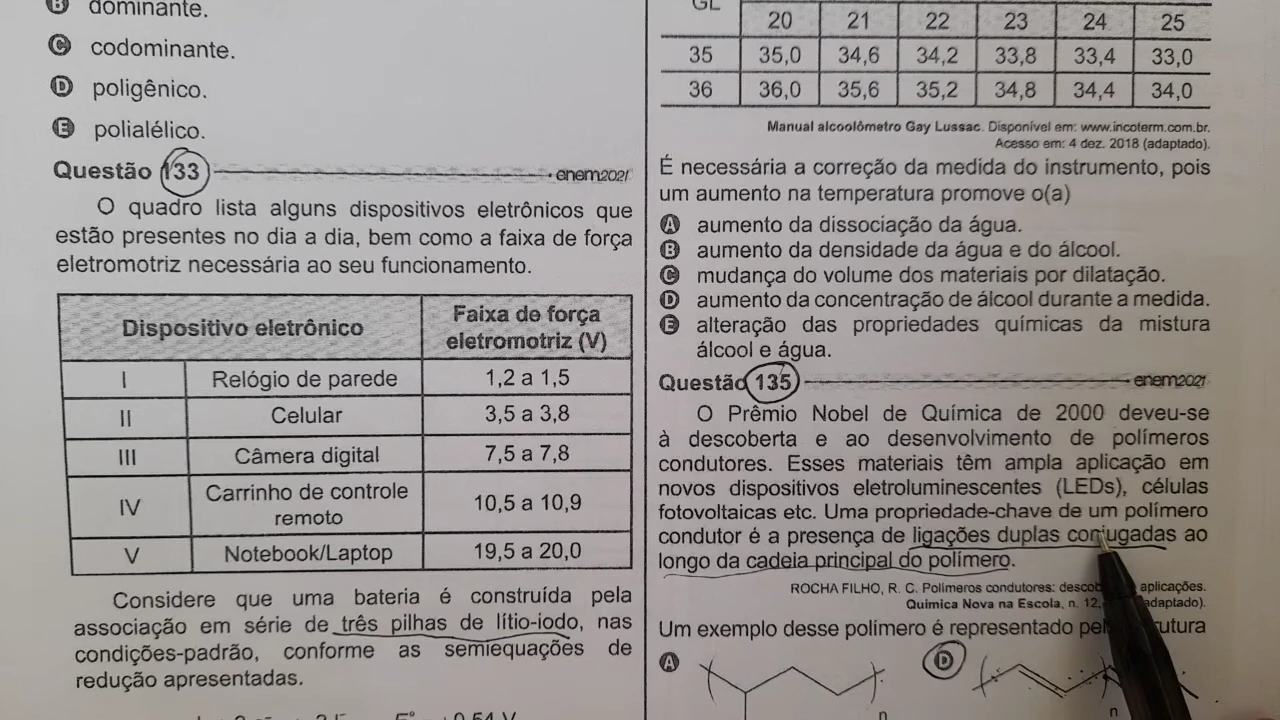 B dominante.
C codominante.
D poligênico.
E polialélico.
Questão 133 enem2021
O quadro lista alguns dispositivos eletrônicos que
estão presentes no dia a dia, bem como a faixa de força
eletromotriz necessária ao seu funcionamento.
Dispositivo eletrônico
Faixa de força
eletromotriz (V)
I Relógio de parede 1,2 a 1,5
II Celular 3,5 a 3,8
III Câmera digital 7,5 a 7,8
IV Carrinho de controle remoto 10,5 a 10,9
V Notebook/Laptop 19,5 a 20,0
Considere que uma bateria é construída pela
associação em série de três pilhas de lítio-iodo, nas
condições-padrão, conforme as semiequações de
redução apresentadas.
GL
20 21 22 23 24 25
35 35,0 34,6 34,2 33,8 33,4 33,0
36 36,0 35,6 35,2 34,8 34,4 34,0
Manual alcoolômetro Gay Lussac. Disponível em: www.incoterm.com.br.
Acesso em: 4 dez. 2018 (adaptado).
É necessária a correção da medida do instrumento, pois
um aumento na temperatura promove o(a)
A aumento da dissociação da água.
B aumento da densidade da água e do álcool.
C mudança do volume dos materiais por dilatação.
D aumento da concentração de álcool durante a medida.
E alteração das propriedades químicas da mistura
álcool e água.
Questão 135 enem2021
O Prêmio Nobel de Química de 2000 deveu-se
à descoberta e ao desenvolvimento de polímeros
condutores. Esses materiais têm ampla aplicação em
novos dispositivos eletroluminescentes (LEDs), células
fotovoltaicas etc. Uma propriedade-chave de um polímero
condutor é a presença de ligações duplas conjugadas ao
longo da cadeia principal do polímero.
ROCHA FILHO, R. C. Polímeros condutores: aplicações.
Química Nova na Escola, n. 12, adaptado).
Um exemplo desse polímero é representado
A
n
D
n